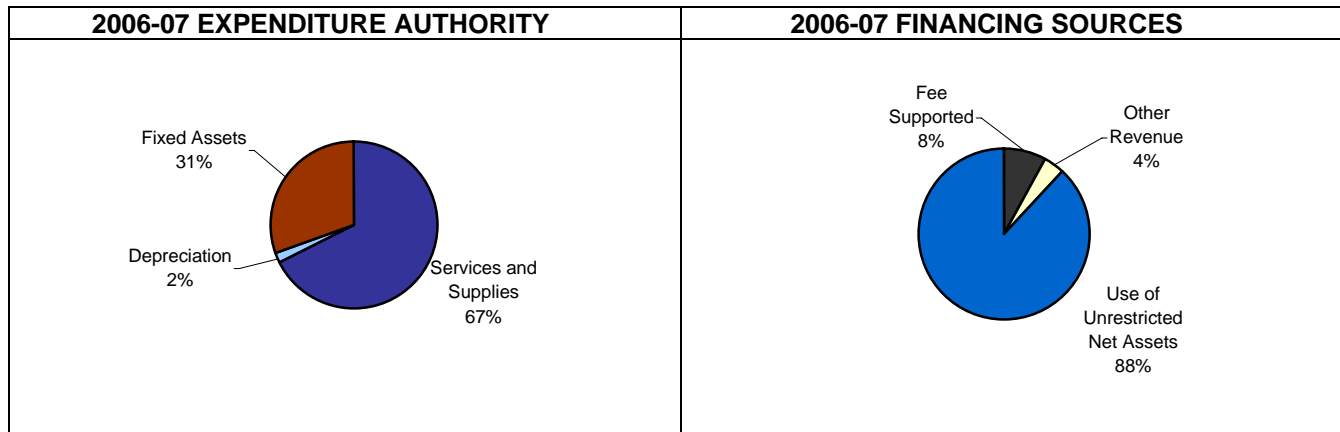 2006-07 EXPENDITURE AUTHORITY
Fixed Assets
31%
Depreciation
2%
Services and
Supplies
67%
2006-07 FINANCING SOURCES
Fee
Supported
8%
Other
Revenue
4%
Use of
Unrestricted
Net Assets
88%